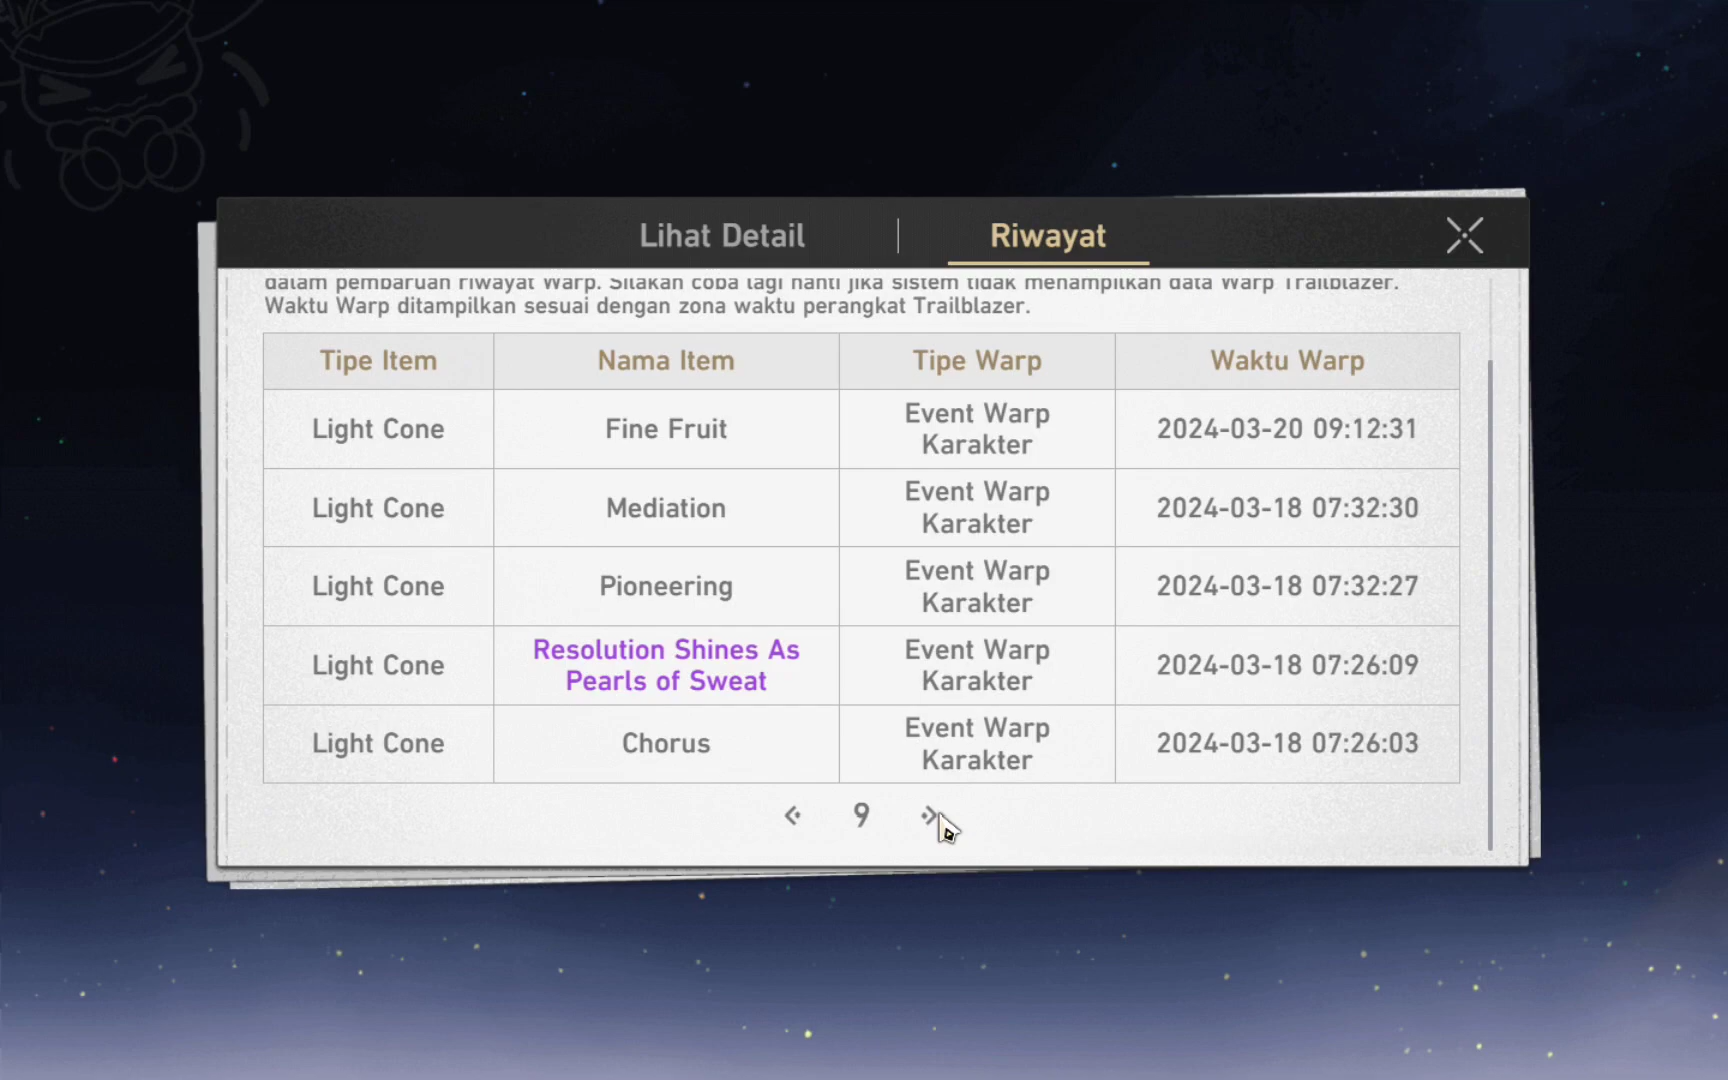 Lihat Detail
Riwayat
dalam pembaruan riwayat Warp. Silakan coba lagi nanti jika sistem tidak menampilkan data Warp Trailblazer.
Waktu Warp ditampilkan sesuai dengan zona waktu perangkat Trailblazer.
Tipe Item
Nama Item
Tipe Warp
Waktu Warp
Light Cone
Fine Fruit
Event Warp
Karakter
2024-03-20 09:12:31
Light Cone
Mediation
Event Warp
Karakter
2024-03-18 07:32:30
Light Cone
Pioneering
Event Warp
Karakter
2024-03-18 07:32:27
Light Cone
Resolution Shines As
Pearls of Sweat
Event Warp
Karakter
2024-03-18 07:26:09
Light Cone
Chorus
Event Warp
Karakter
2024-03-18 07:26:03
9